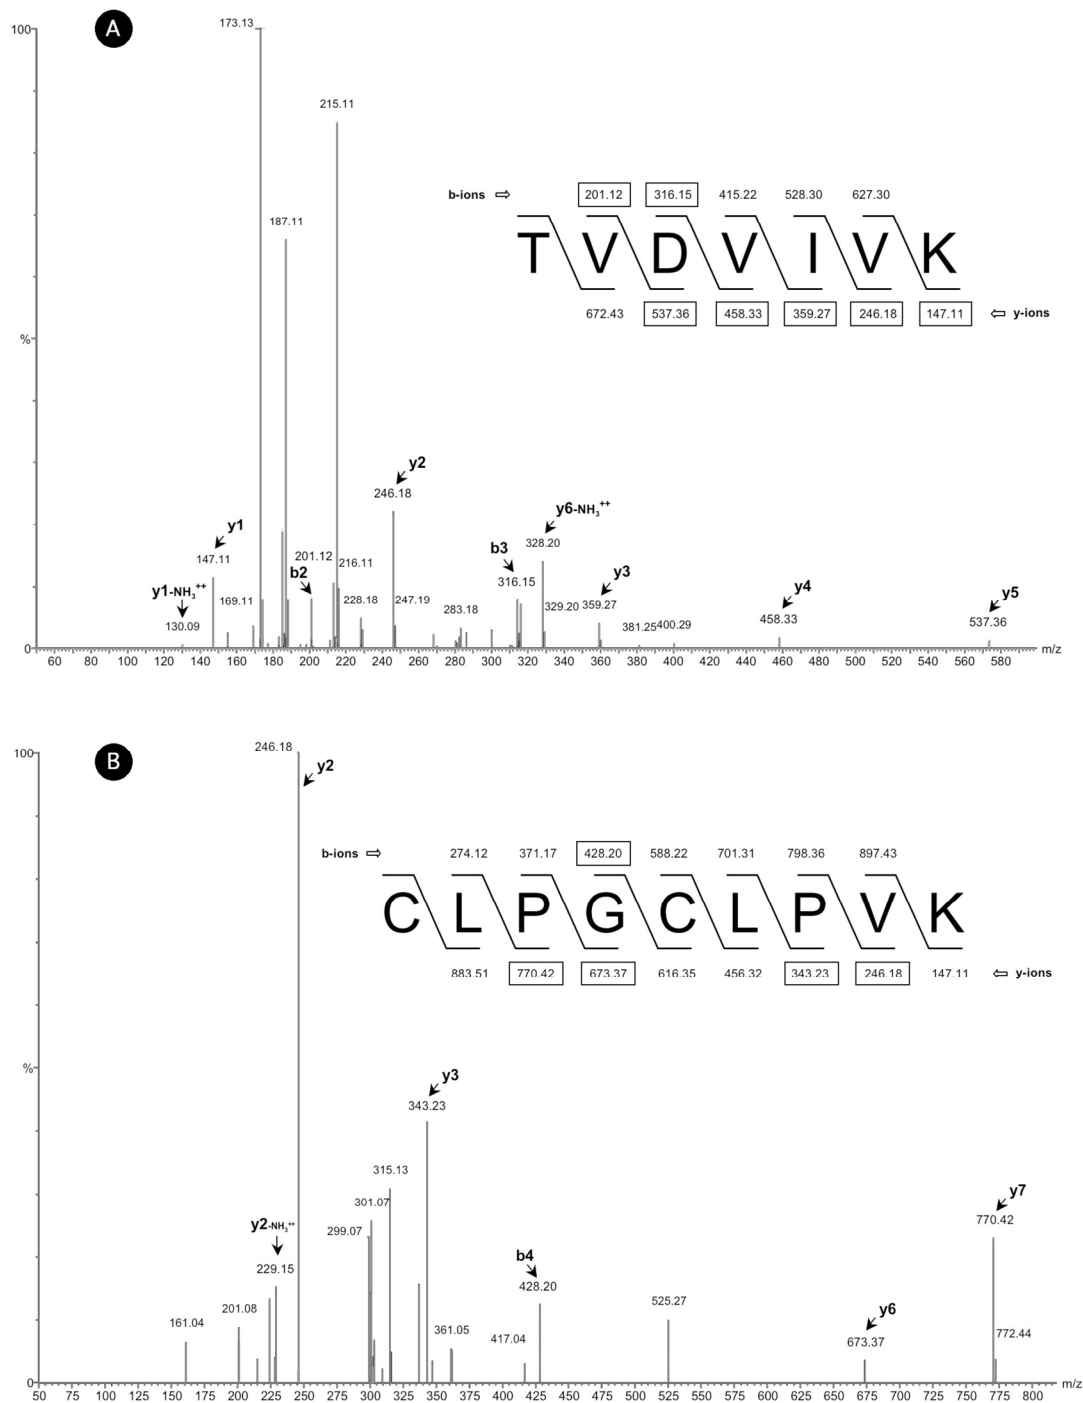 A
100
173.13
215.11
187.11
b-ions ⇨ 201.12 316.15 415.22 528.30 627.30
T V D V I V K
672.43 537.36 458.33 359.27 246.18 147.11 ⇦ y-ions
%
y2
246.18
y6-NH3++
328.20
y1
147.11
b3
316.15
201.12
216.11
b2
y3
359.27
y4
458.33
y5
537.36
y1-NH3++
130.09
169.11
228.18
247.19
283.18
329.20
381.25
400.29
0
60 80 100 120 140 160 180 200 220 240 260 280 300 320 340 360 380 400 420 440 460 480 500 520 540 560 580 m/z
B
100
246.18
y2
b-ions ⇨ 274.12 371.17 428.20 588.22 701.31 798.36 897.43
C L P G C L P V K
883.51 770.42 673.37 616.35 456.32 343.23 246.18 147.11 ⇦ y-ions
%
y3
343.23
315.13
301.07
299.07
y2-NH3++
229.15
y7
770.42
b4
428.20
161.04
201.08
361.05
417.04
525.27
y6
673.37
772.44
0
50 75 100 125 150 175 200 225 250 275 300 325 350 375 400 425 450 475 500 525 550 575 600 625 650 675 700 725 750 775 800 m/z